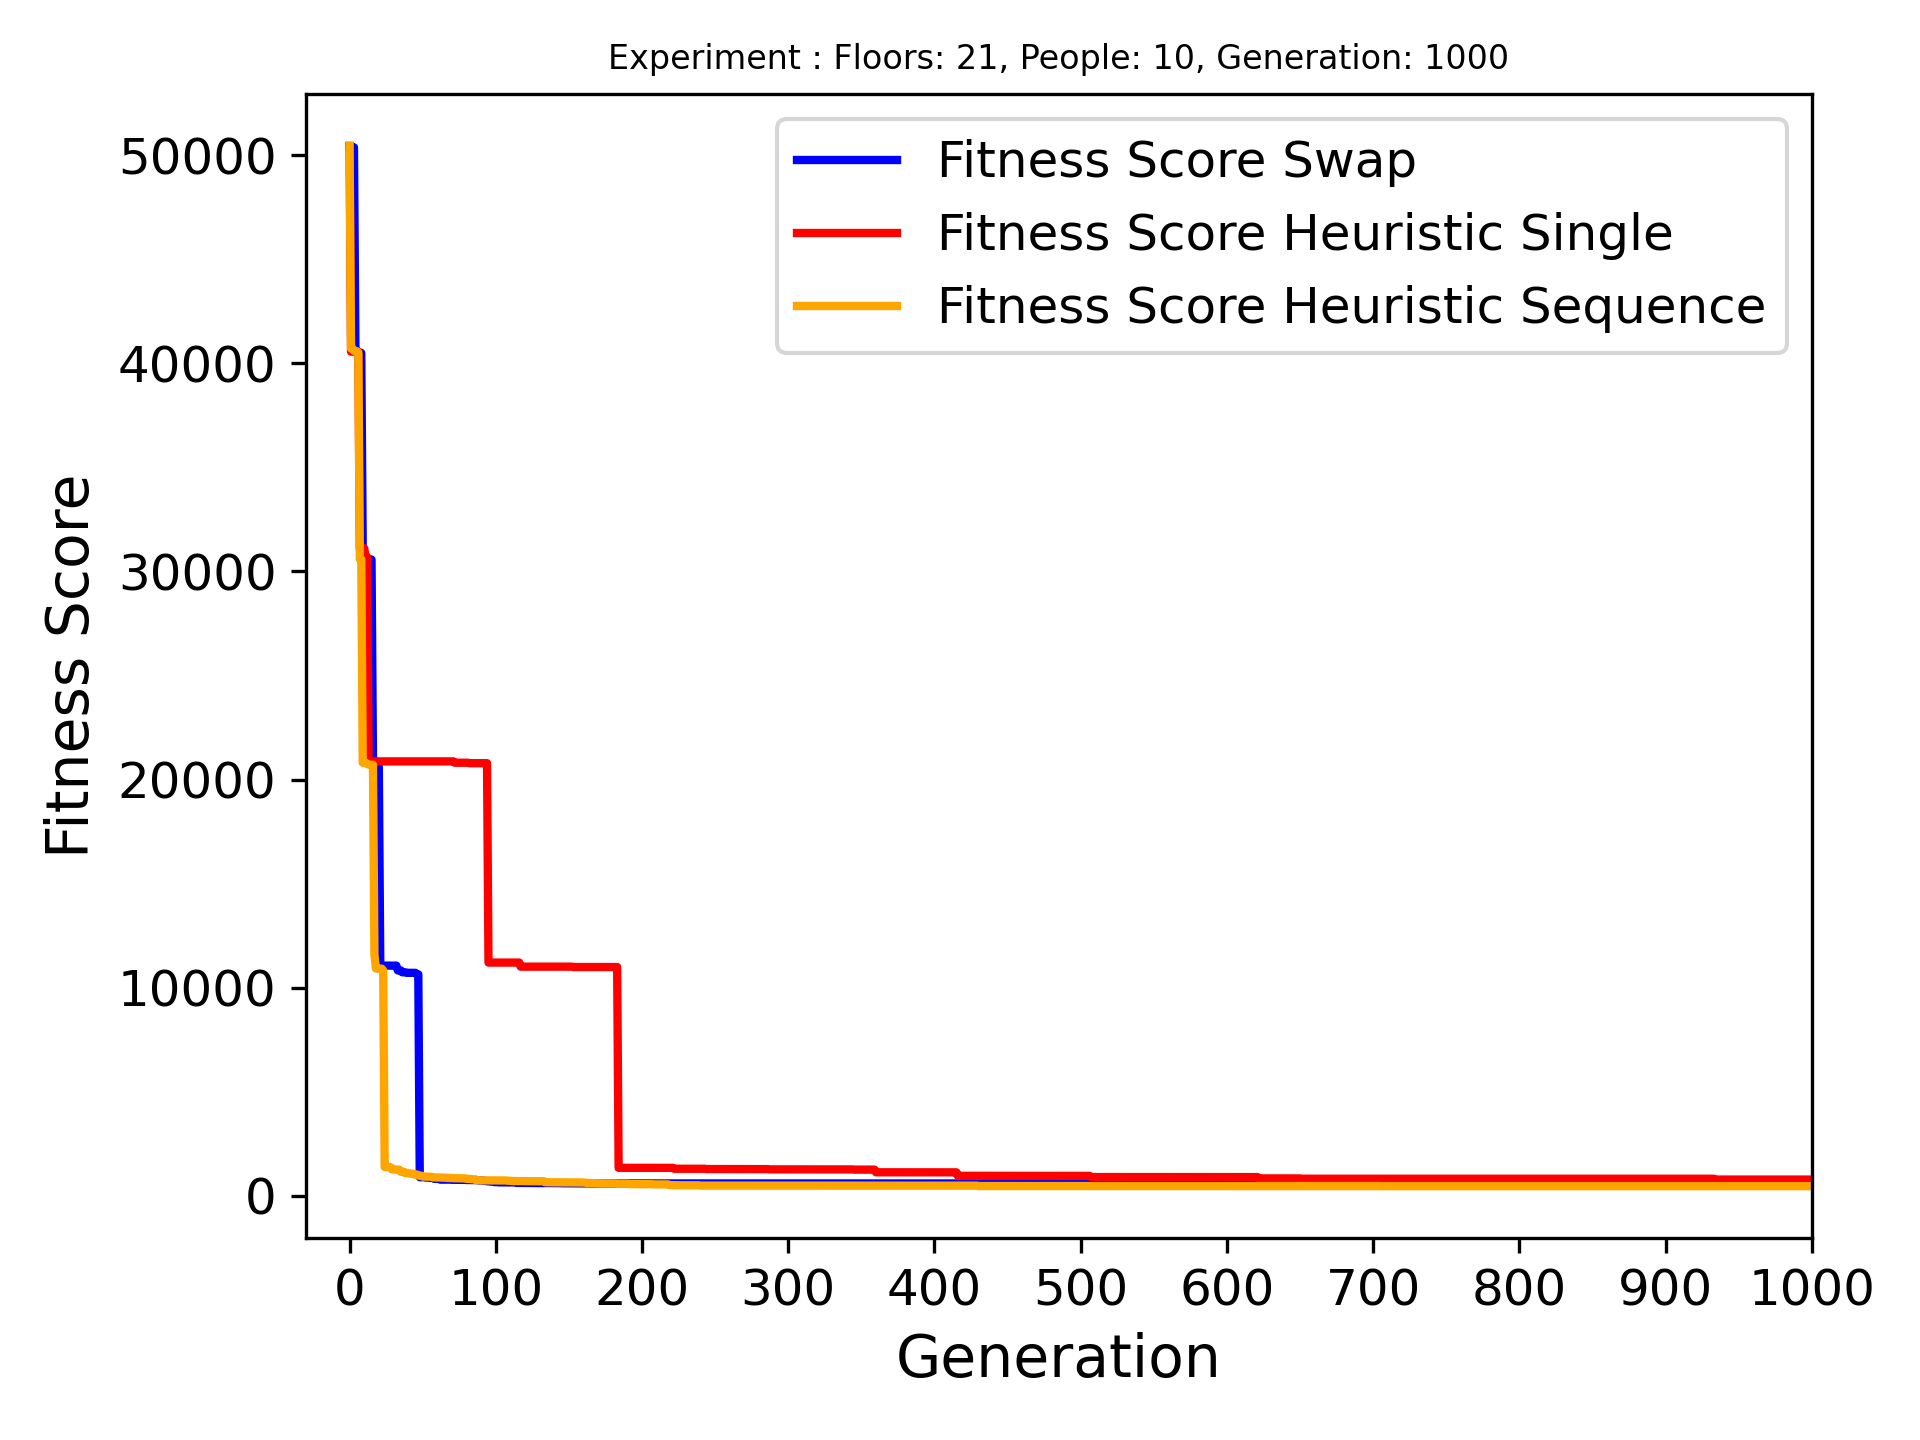 Experiment : Floors: 21, People: 10, Generation: 1000
Fitness Score Swap
Fitness Score Heuristic Single
Fitness Score Heuristic Sequence
Fitness Score
50000
40000
30000
20000
10000
0
0 100 200 300 400 500 600 700 800 900 1000
Generation